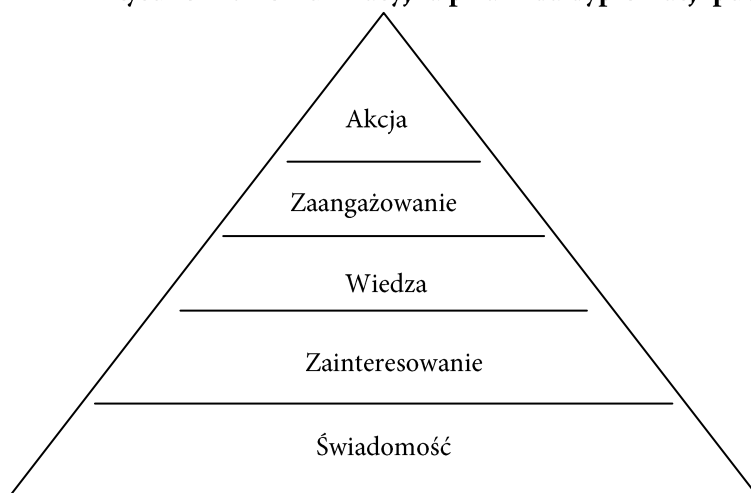 Akcja
Zaangażowanie
Wiedza
Zainteresowanie
Świadomość